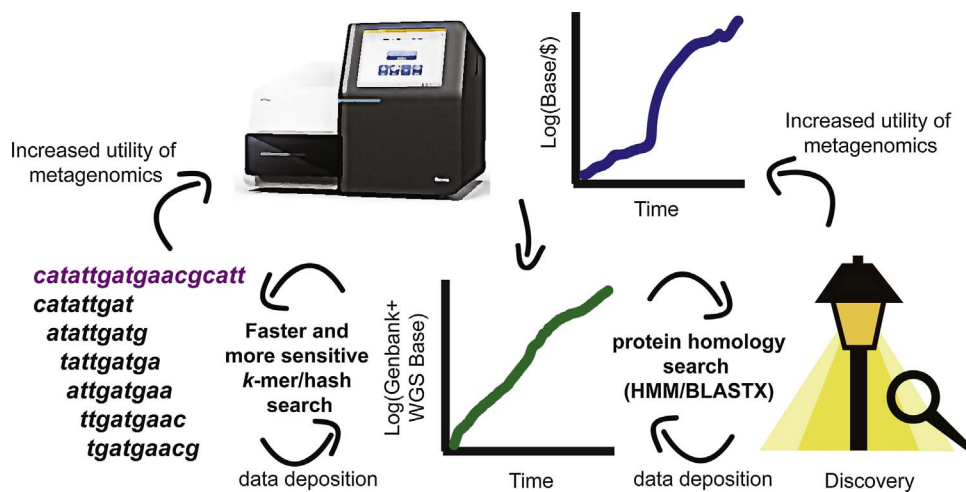 Log(Base/$)
Time
Increased utility of
metagenomics
Increased utility of
metagenomics
catattgatgaacgcatt
catattgat
atattgatg
tattgatga
attgatgaa
ttgatgaac
tgatgaacg
Faster and
more sensitive
k-mer/hash
search
data deposition
Log(Genbank+
WGS Base)
Time
protein homology
search
(HMM/BLASTX)
data deposition
Discovery